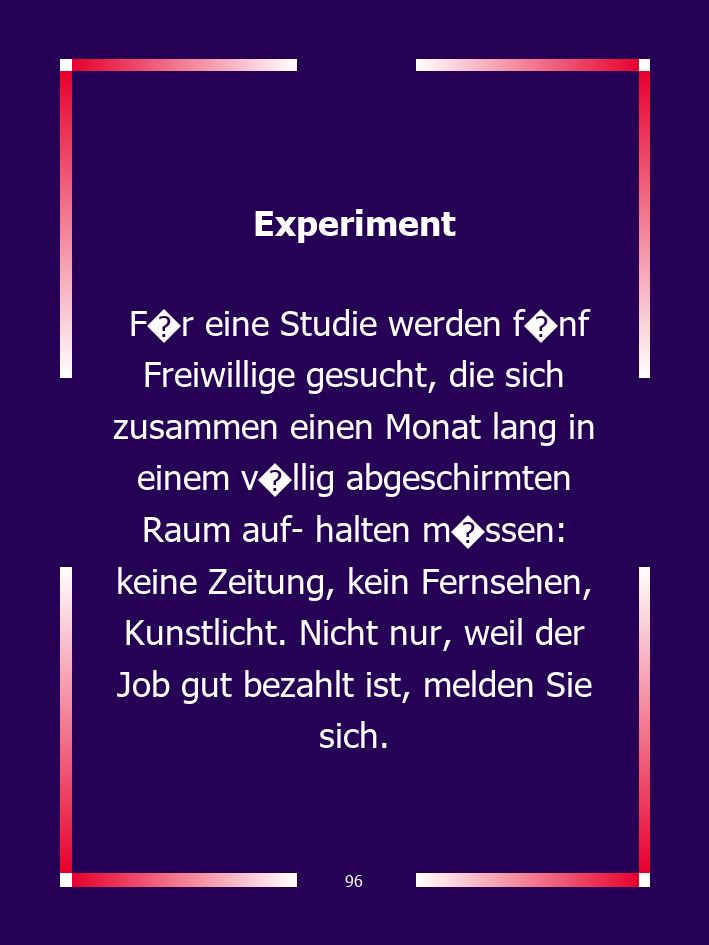 Experiment
F�r eine Studie werden f�nf
Freiwillige gesucht, die sich
zusammen einen Monat lang in
einem v�llig abgeschirmten
Raum auf- halten m�ssen:
keine Zeitung, kein Fernsehen,
Kunstlicht. Nicht nur, weil der
Job gut bezahlt ist, melden Sie
sich.
96